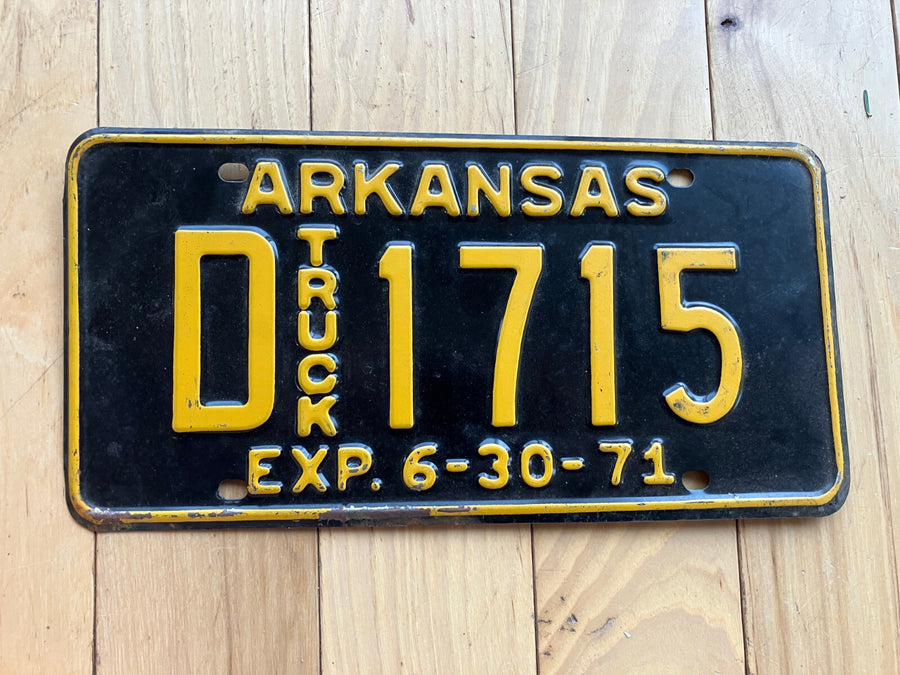 ARKANSAS
D TRUCK 1715
EXP. 6-30-71